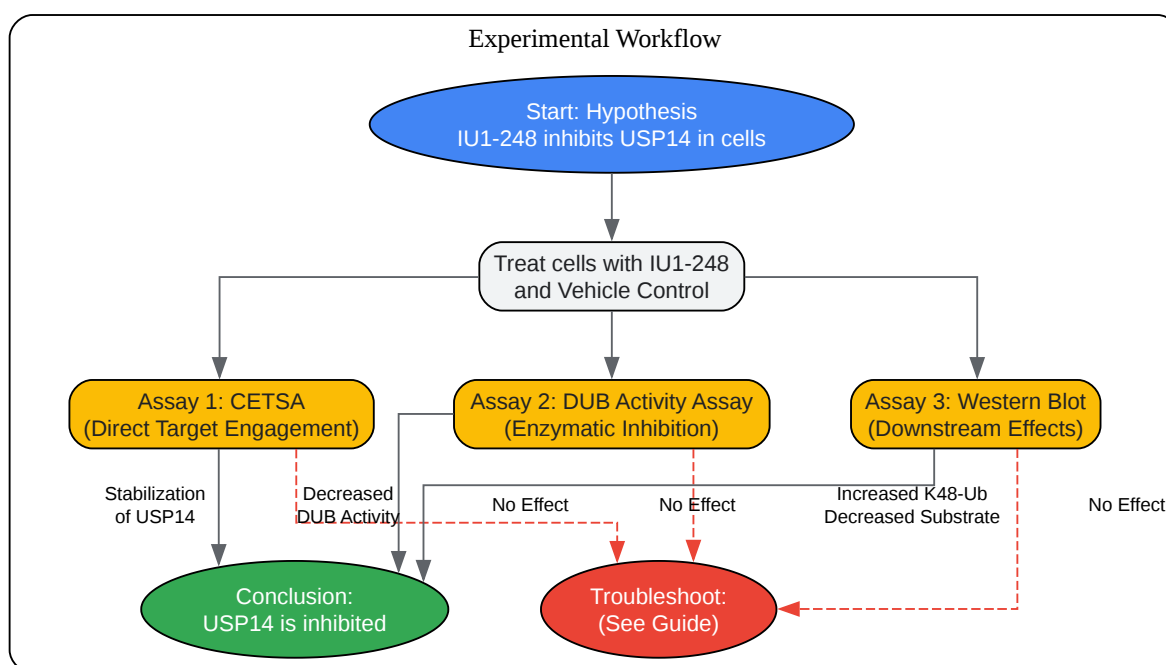 Experimental Workflow
Start: Hypothesis
IU1-248 inhibits USP14 in cells
Treat cells with IU1-248
and Vehicle Control
Assay 1: CETSA
(Direct Target Engagement)
Assay 2: DUB Activity Assay
(Enzymatic Inhibition)
Assay 3: Western Blot
(Downstream Effects)
Stabilization
of USP14
Decreased
DUB Activity
No Effect
No Effect
Increased K48-Ub
Decreased Substrate
No Effect
Conclusion:
USP14 is inhibited
Troubleshoot:
(See Guide)